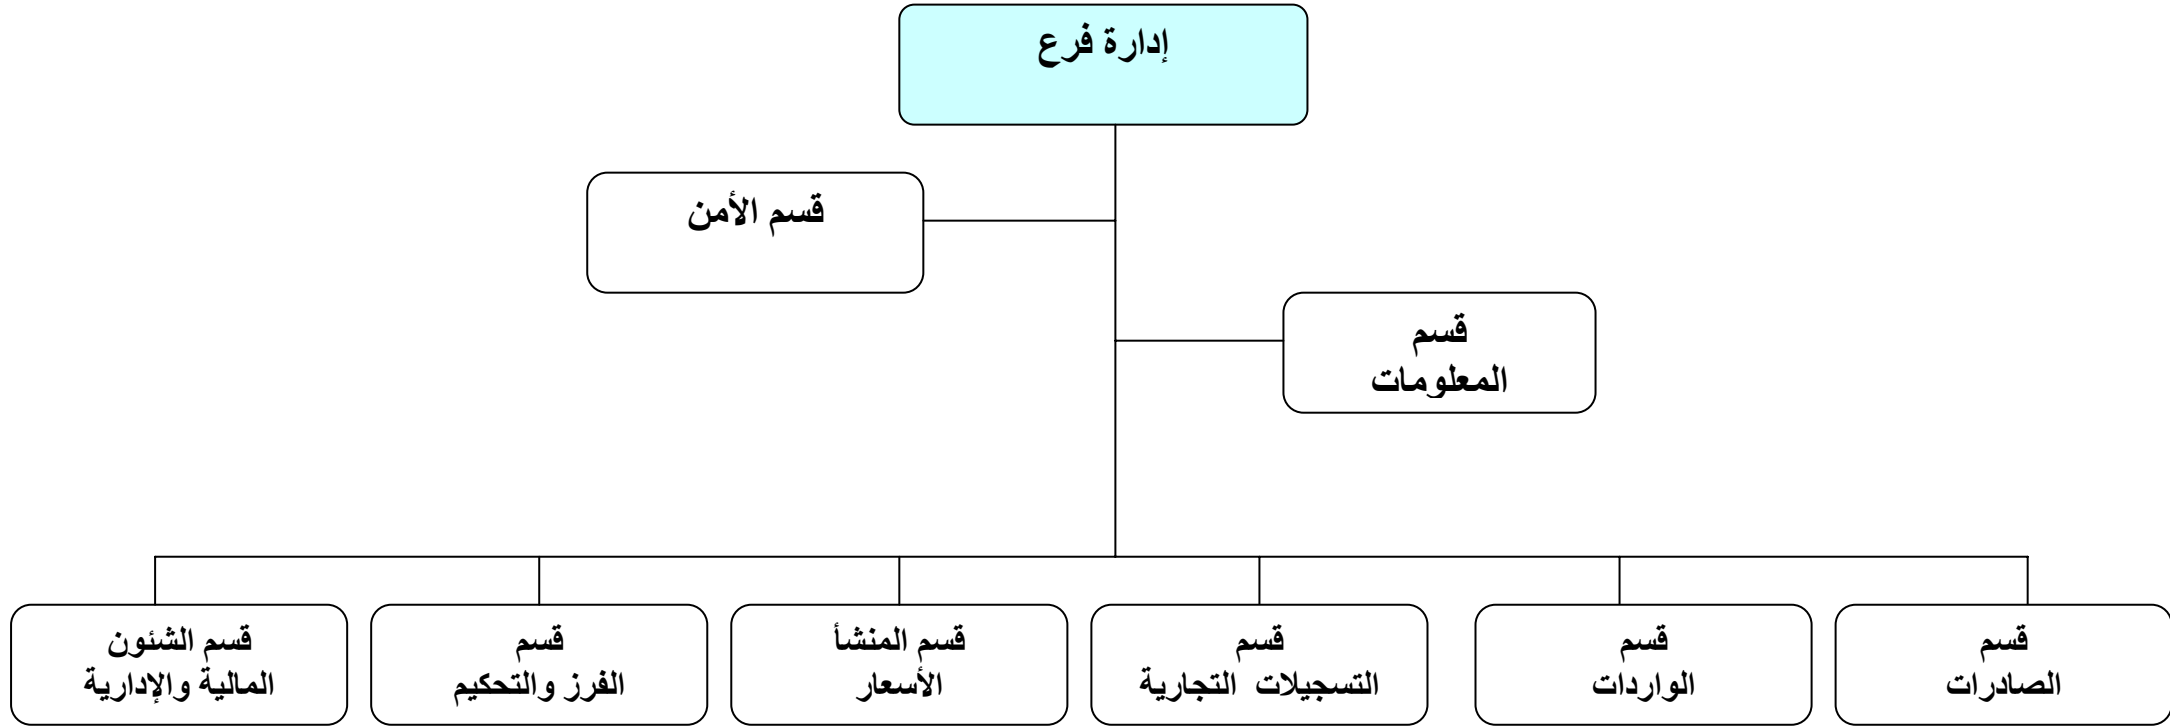 إدارة فرع
قسم الأمن
قسم
المعلومات
قسم
الصادرات
قسم
الواردات
قسم
التسجيلات التجارية
قسم المنشأ
الأسعار
قسم
الفرز والتحكيم
قسم الشئون
المالية والإدارية